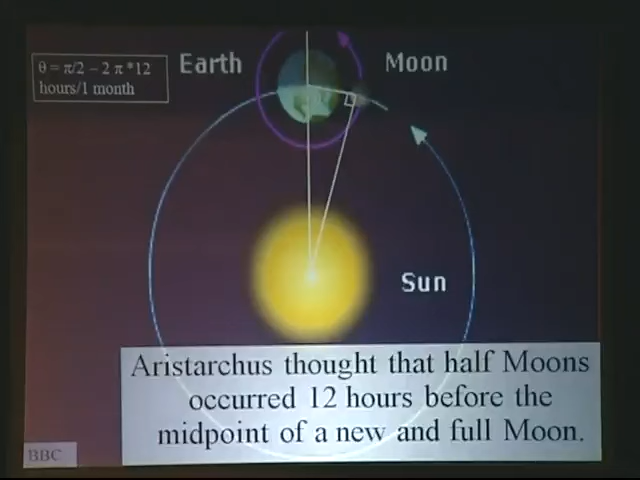 θ = π/2 – 2 π *12
hours/1 month
Earth
Moon
Sun
Aristarchus thought that half Moons
occurred 12 hours before the
midpoint of a new and full Moon.
BBC